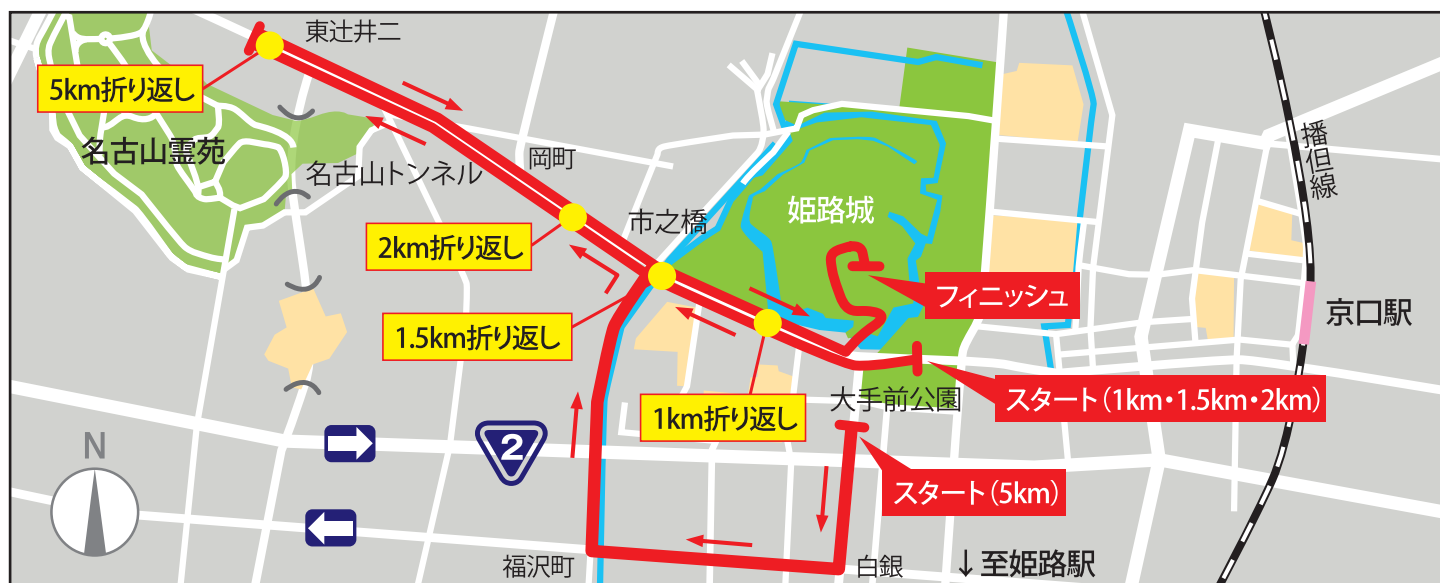 東辻井二
5km折り返し
名古山霊苑
名古山トンネル
岡町
2km折り返し
市之橋
1.5km折り返し
姫路城
フィニッシュ
播但線
京口駅
スタート(1km・1.5km・2km)
大手前公園
1km折り返し
2
スタート(5km)
N
福沢町
白銀
↓至姫路駅